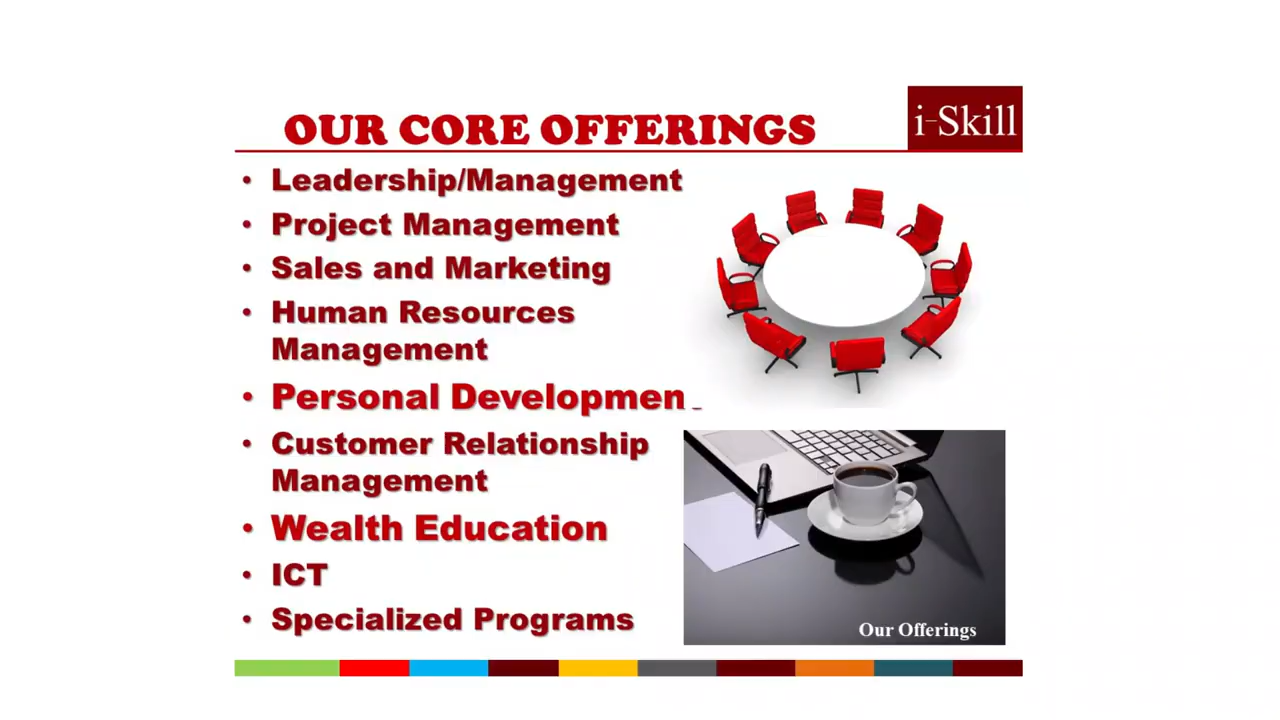 OUR CORE OFFERINGS
i-Skill
• Leadership/Management
• Project Management
• Sales and Marketing
• Human Resources
Management
• Personal Developmen
• Customer Relationship
Management
• Wealth Education
• ICT
• Specialized Programs
Our Offerings